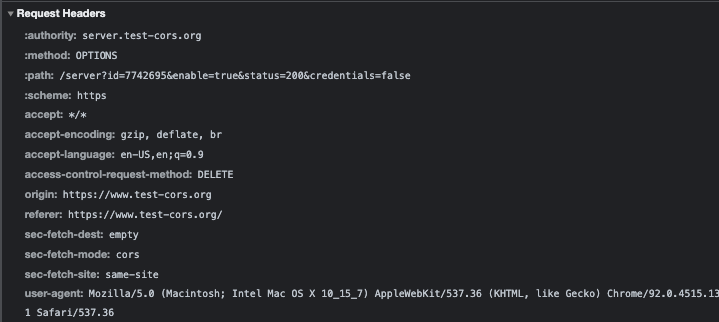 Request Headers
:authority: server.test-cors.org
:method: OPTIONS
:path: /server?id=7742695&enable=true&status=200&credentials=false
:scheme: https
accept: */*
accept-encoding: gzip, deflate, br
accept-language: en-US,en;q=0.9
access-control-request-method: DELETE
origin: https://www.test-cors.org
referer: https://www.test-cors.org/
sec-fetch-dest: empty
sec-fetch-mode: cors
sec-fetch-site: same-site
user-agent: Mozilla/5.0 (Macintosh; Intel Mac OS X 10_15_7) AppleWebKit/537.36 (KHTML, like Gecko) Chrome/92.0.4515.13
1 Safari/537.36